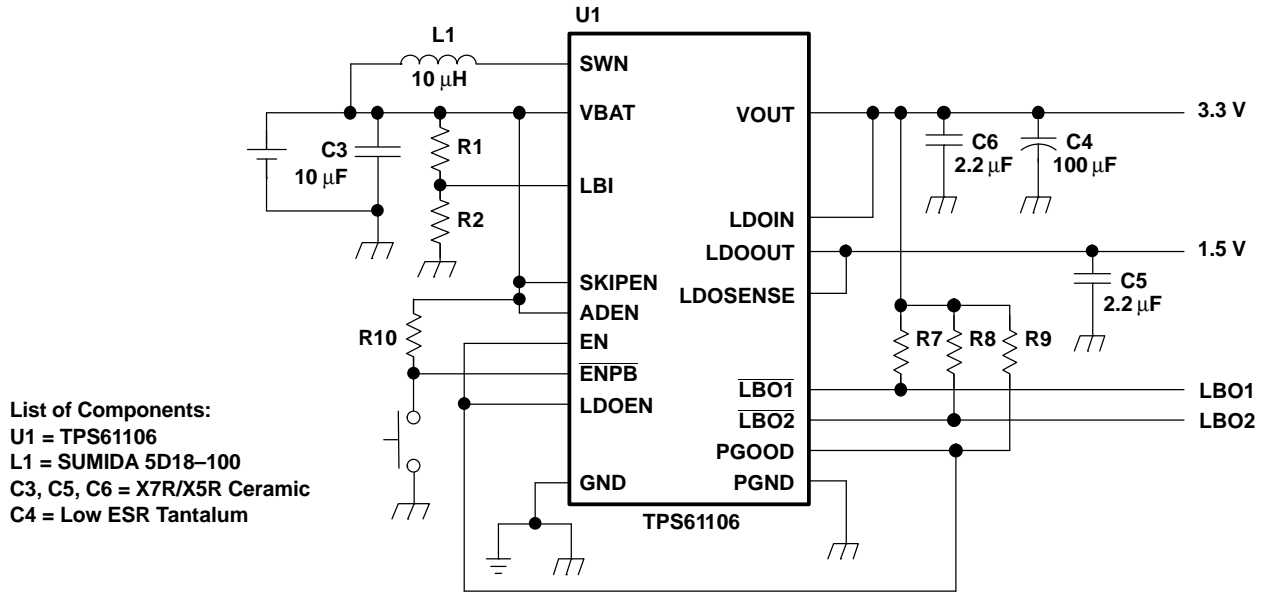 U1
L1
10 μH
SWN
VBAT
VOUT
3.3 V
C3
10 μF
R1
C6
2.2 μF
C4
100 μF
LBI
R2
LDOIN
LDOOUT
1.5 V
SKIPEN
LDOSENSE
C5
2.2 μF
ADEN
R10
EN
R7
R8
R9
ENPB
LBO1
LBO1
LDOEN
LBO2
LBO2
PGOOD
GND
PGND
TPS61106
List of Components:
U1 = TPS61106
L1 = SUMIDA 5D18–100
C3, C5, C6 = X7R/X5R Ceramic
C4 = Low ESR Tantalum